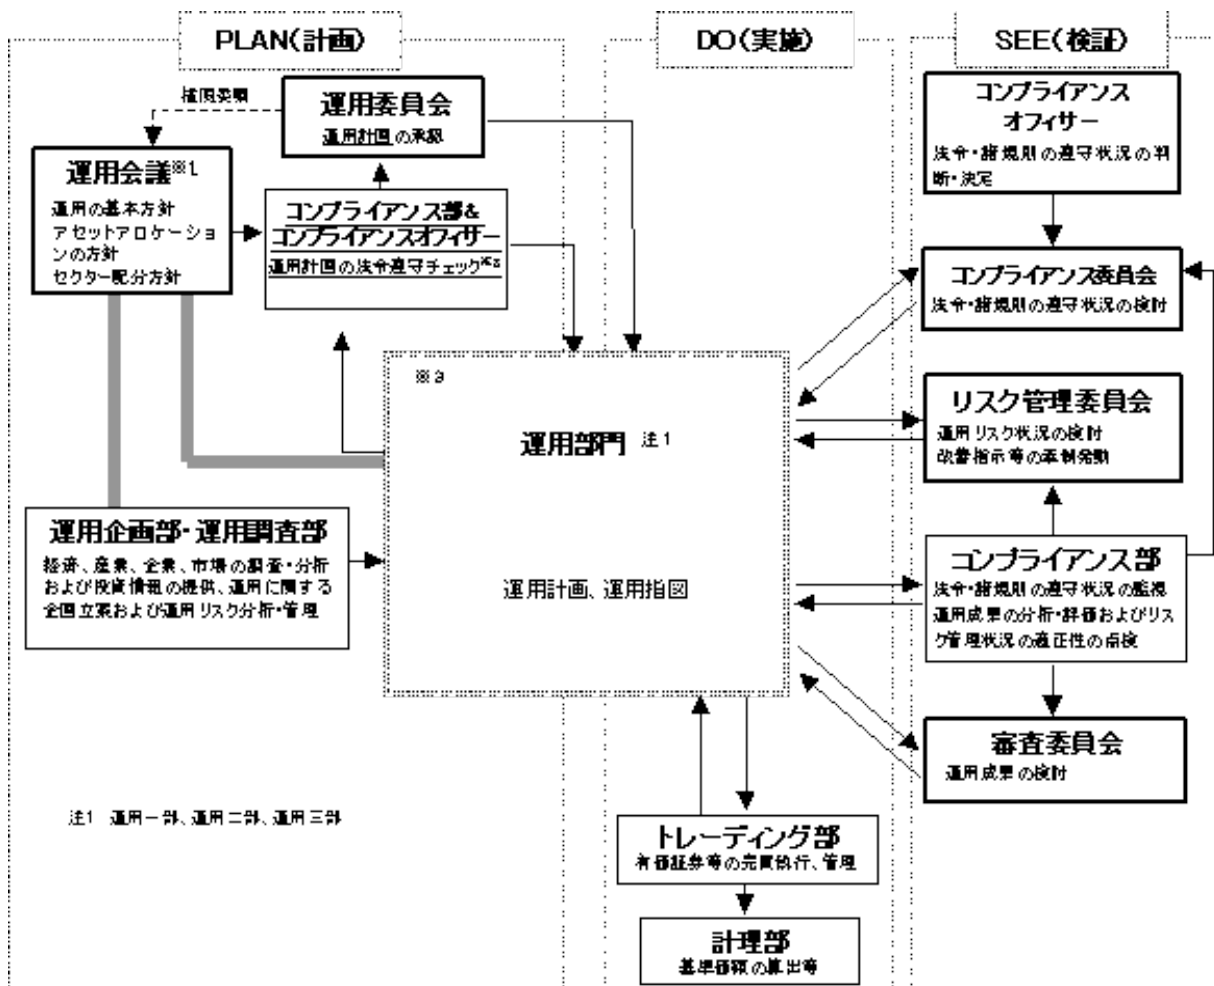 PLAN(計画)
権限委譲
運用委員会
運用計画の承認
運用会議※1
運用の基本方針
アセットアロケーショ
ンの方針
セクター配分方針
コンプライアンス部&
コンプライアンスオフィサー
運用計画の法令遵守チェック※2
運用企画部・運用調査部
経済、産業、企業、市場の調査・分析
および投資情報の提供、運用に関する
企画立案および運用リスク分析・管理
注1 運用一部、運用二部、運用三部
DO(実施)
※3
運用部門 注1
運用計画、運用指図
トレーディング部
有価証券等の売買執行、管理
計理部
基準価額の算出等
SEE(検証)
コンプライアンス
オフィサー
法令・諸規則の遵守状況の判
断・決定
コンプライアンス委員会
法令・諸規則の遵守状況の検討
リスク管理委員会
運用リスク状況の検討
改善指示等の牽制発動
コンプライアンス部
法令・諸規則の遵守状況の監視
運用成果の分析・評価およびリス
ク管理状況の適正性の点検
審査委員会
運用成果の検討